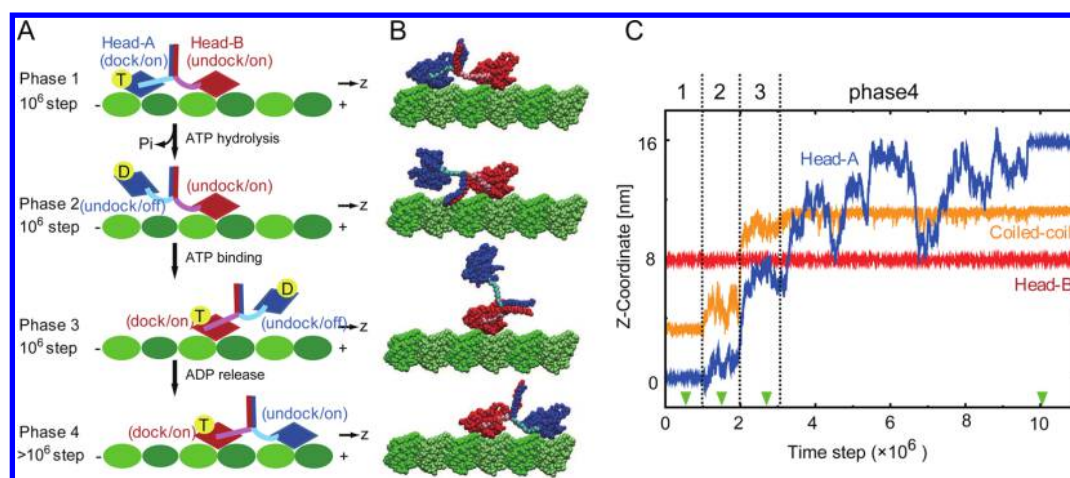 A
Head-A
(dock/on)
Head-B
(undock/on)
T
Phase 1
10⁶ step
- +
z
Pi
ATP hydrolysis
D
(undock/on)
Phase 2
10⁶ step
(undock/off)
- +
z
ATP binding
D
Phase 3
10⁶ step
(dock/on)
T
(undock/off)
- +
z
ADP release
T
(undock/on)
Phase 4
>10⁶ step
(dock/on)
- +
z
B
C
1 2 3 phase4
Z-Coordinate [nm]
16
8
0
Head-A
Coiled-coil
Head-B
0 2 4 6 8 10
Time step (×10⁶)